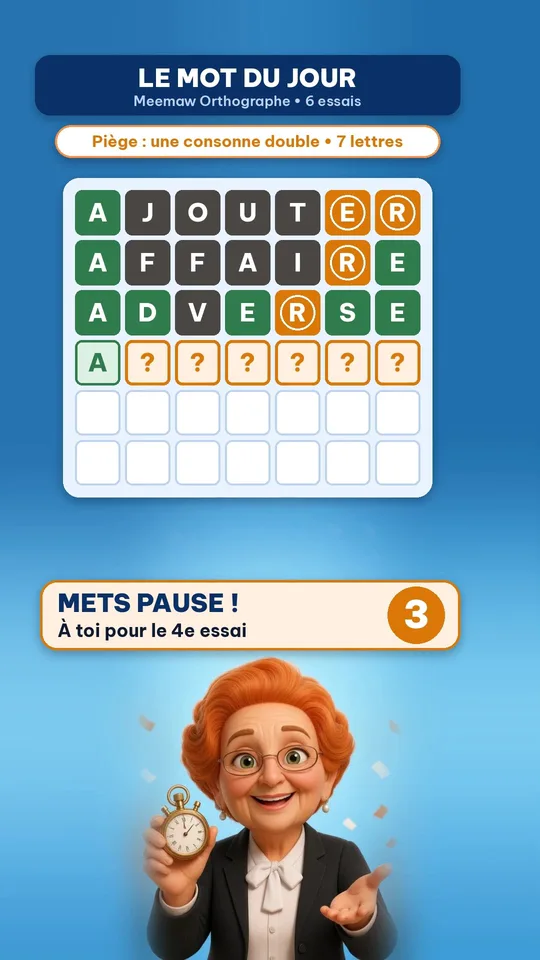 LE MOT DU JOUR
Meemaw Orthographe • 6 essais
Piège : une consonne double • 7 lettres
A J O U T E R
A F F A I R E
A D V E R S E
A ? ? ? ? ? ?
METS PAUSE !
À toi pour le 4e essai
3